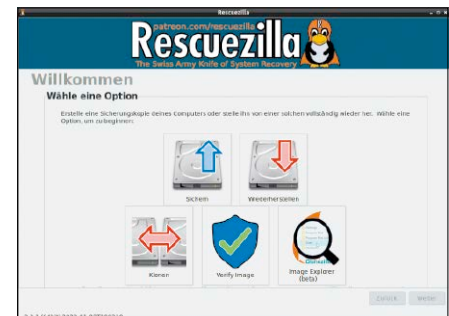 Rescuezilla
patreon.com/rescuezilla
Rescuezilla
The Swiss Army Knife of System Recovery
Willkommen
Wähle eine Option
Erstelle eine Sicherungskopie deines Computers oder stelle ihn von einer solchen vollständig wieder her. Wähle eine
Option, um zu beginnen:
Sichern Wiederherstellen
Klonen Verify Image Image Explorer
(beta)
Zurück Weiter